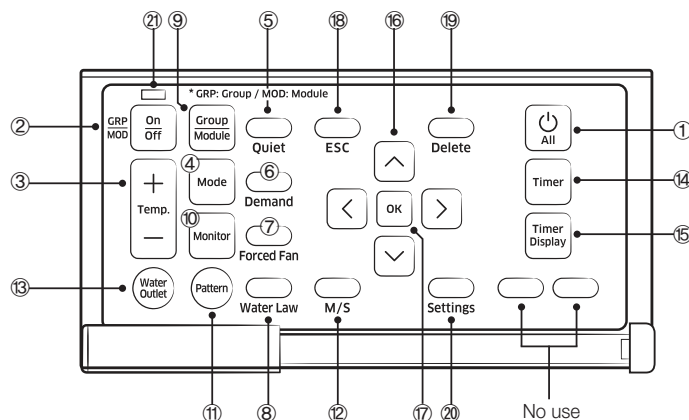 ㉑ ⑨ ⑤ ⑱ ⑯ ⑲
* GRP: Group / MOD: Module
② GRP MOD On Off Group Module Quiet ESC Delete All ①
③ + Temp. — ④ Mode ⑥ Demand Timer ⑭
OK
⑩ Monitor ⑦ Forced Fan Timer Display ⑮
⑬ Water Outlet Pattern Water Law M/S Settings
⑪ ⑧ ⑫ ⑰ ⑳ No use